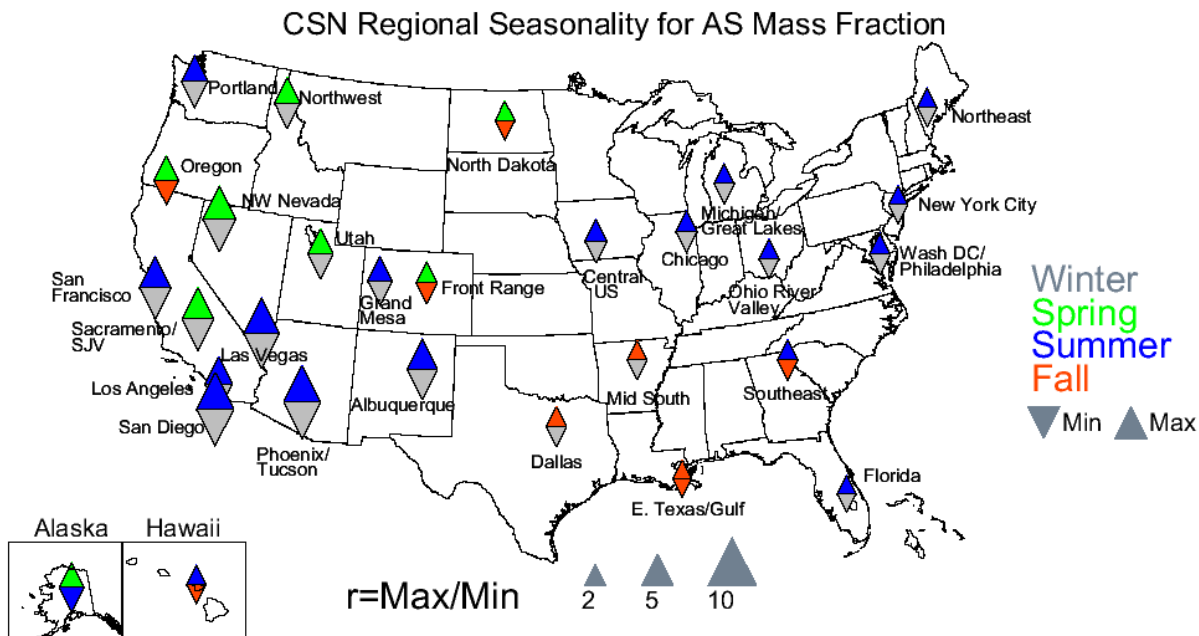 CSN Regional Seasonality for AS Mass Fraction
Portland
Northwest
Northeast
North Dakota
Oregon
NW Nevada
Michigan/
Great Lakes
New York City
Utah
Chicago
Wash DC/
Philadelphia
San
Francisco
Central
US
Front Range
Grand
Mesa
Ohio River
Valley
Winter
Spring
Summer
Fall
Min
Max
Sacramento/
SJV
Las Vegas
Los Angeles
San Diego
Albuquerque
Mid South
Southeast
Phoenix/
Tucson
Dallas
Florida
E. Texas/Gulf
Alaska
Hawaii
r=Max/Min
2
5
10